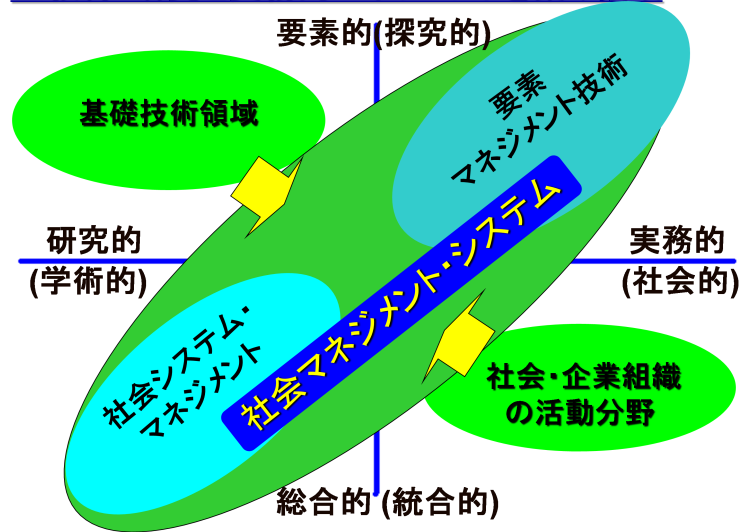 要素的(探究的)
基礎技術領域
要素
マネジメント技術
研究的
(学術的)
実務的
(社会的)
社会マネジメント・システム
社会システム・
マネジメント
社会・企業組織
の活動分野
総合的 (統合的)